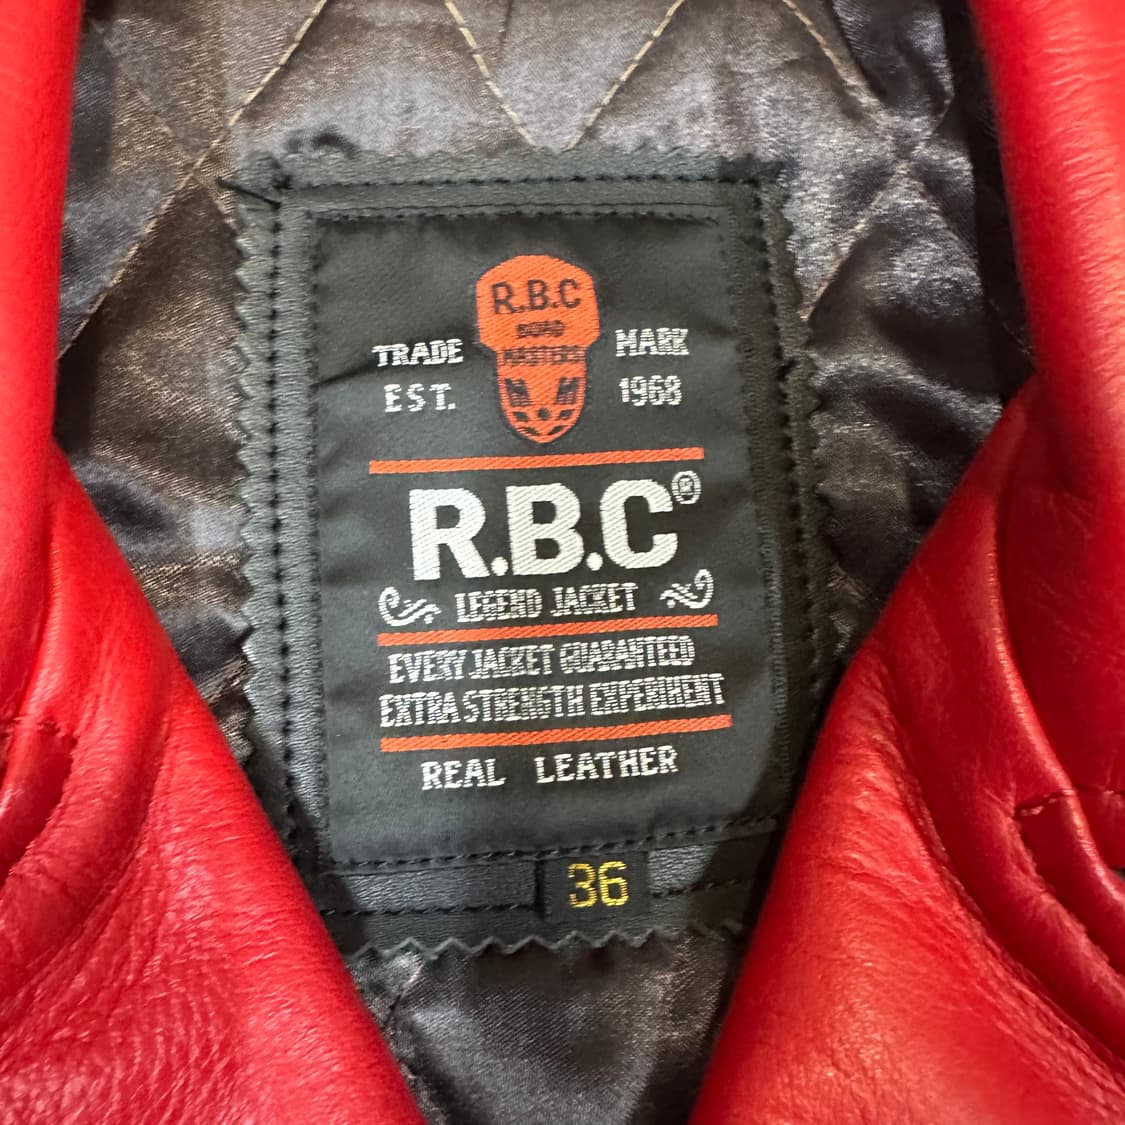 R.B.C
ROAD
MASTERS
TRADE MARK
EST. 1968
R.B.C®
LEGEND JACKET
EVERY JACKET GUARANTEED
EXTRA STRENGTH EXPERIMENT
REAL LEATHER
36